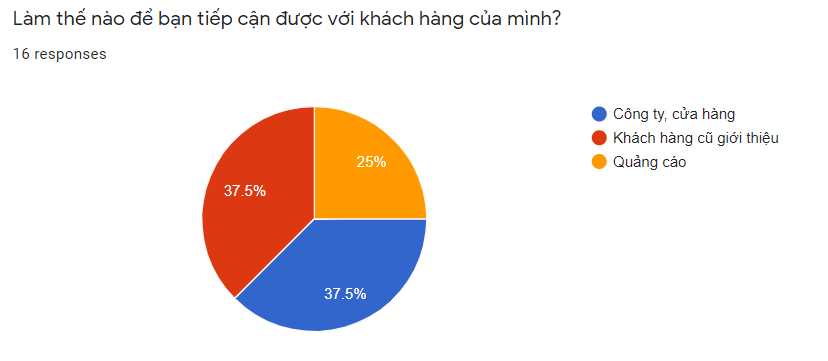 Làm thế nào để bạn tiếp cận được với khách hàng của mình?
16 responses
Công ty, cửa hàng
Khách hàng cũ giới thiệu
Quảng cáo
25%
37.5%
37.5%